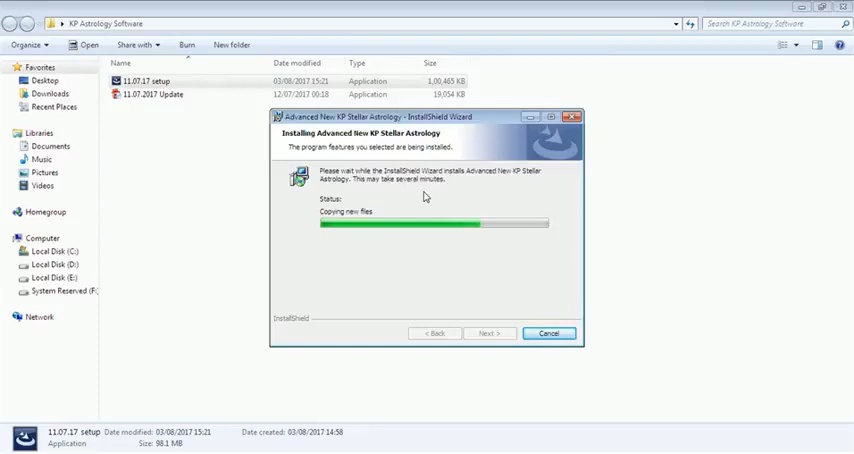 KP Astrology Software
Search KP Astrology Software
Organize
Open
Share with
Burn
New folder
Name
Date modified
Type
Size
Favorites
Desktop
Downloads
Recent Places
Libraries
Documents
Music
Pictures
Videos
Homegroup
Computer
Local Disk (C:)
Local Disk (D:)
Local Disk (E:)
System Reserved (F:
Network
11.07.17 setup 03/08/2017 15:21 Application 1,00,465 KB
11.07.2017 Update 12/07/2017 00:18 Application 19,054 KB
Advanced New KP Stellar Astrology - InstallShield Wizard
Installing Advanced New KP Stellar Astrology
The program features you selected are being installed.
Please wait while the InstallShield Wizard installs Advanced New KP Stellar
Astrology. This may take several minutes.
Status:
Copying new files
InstallShield
< Back
Next >
Cancel
11.07.17 setup Date modified: 03/08/2017 15:21 Date created: 03/08/2017 14:58
Application Size: 98.1 MB